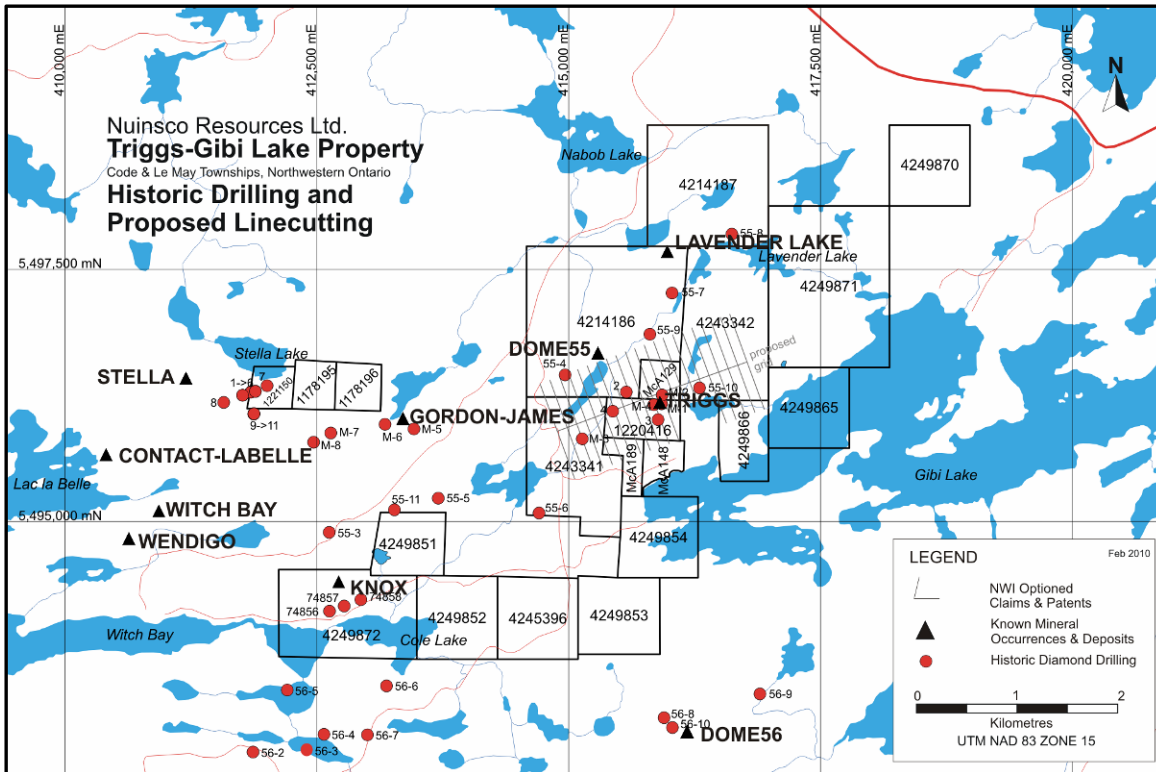 410,000 mE
412,500 mE
415,000 mE
417,500 mE
420,000 mE
N
Nuinsco Resources Ltd.
Triggs-Gibi Lake Property
Code & Le May Townships, Northwestern Ontario
Historic Drilling and
Proposed Linecutting
Nabob Lake
4249870
4214187
55-8
LAVENDER LAKE
Lavender Lake
5,497,500 mN
4249871
55-7
4214186
4243342
55-9
proposed
grid
DOME55
Stella Lake
STELLA
1->6
7
8
9->11
1221150
1178195
1178196
55-4
2
McA129
55-10
M-2
M-1
M-4
TRIGGS
4249865
GORDON-JAMES
M-6
M-5
M-7
M-8
4
3
1220416
M-3
4249866
CONTACT-LABELLE
4243341
McA189
McA148
Gibi Lake
Lac la Belle
WITCH BAY
55-11
55-5
55-6
5,495,000 mN
WENDIGO
55-3
4249851
4249854
KNOX
74857
74858
74856
4249872
4249852
4245396
4249853
Witch Bay
Cole Lake
56-5
56-6
56-9
56-8
56-10
DOME56
56-4
56-7
56-2
56-3
LEGEND
Feb 2010
NWI Optioned
Claims & Patents
Known Mineral
Occurrences & Deposits
Historic Diamond Drilling
0 1 2
Kilometres
UTM NAD 83 ZONE 15